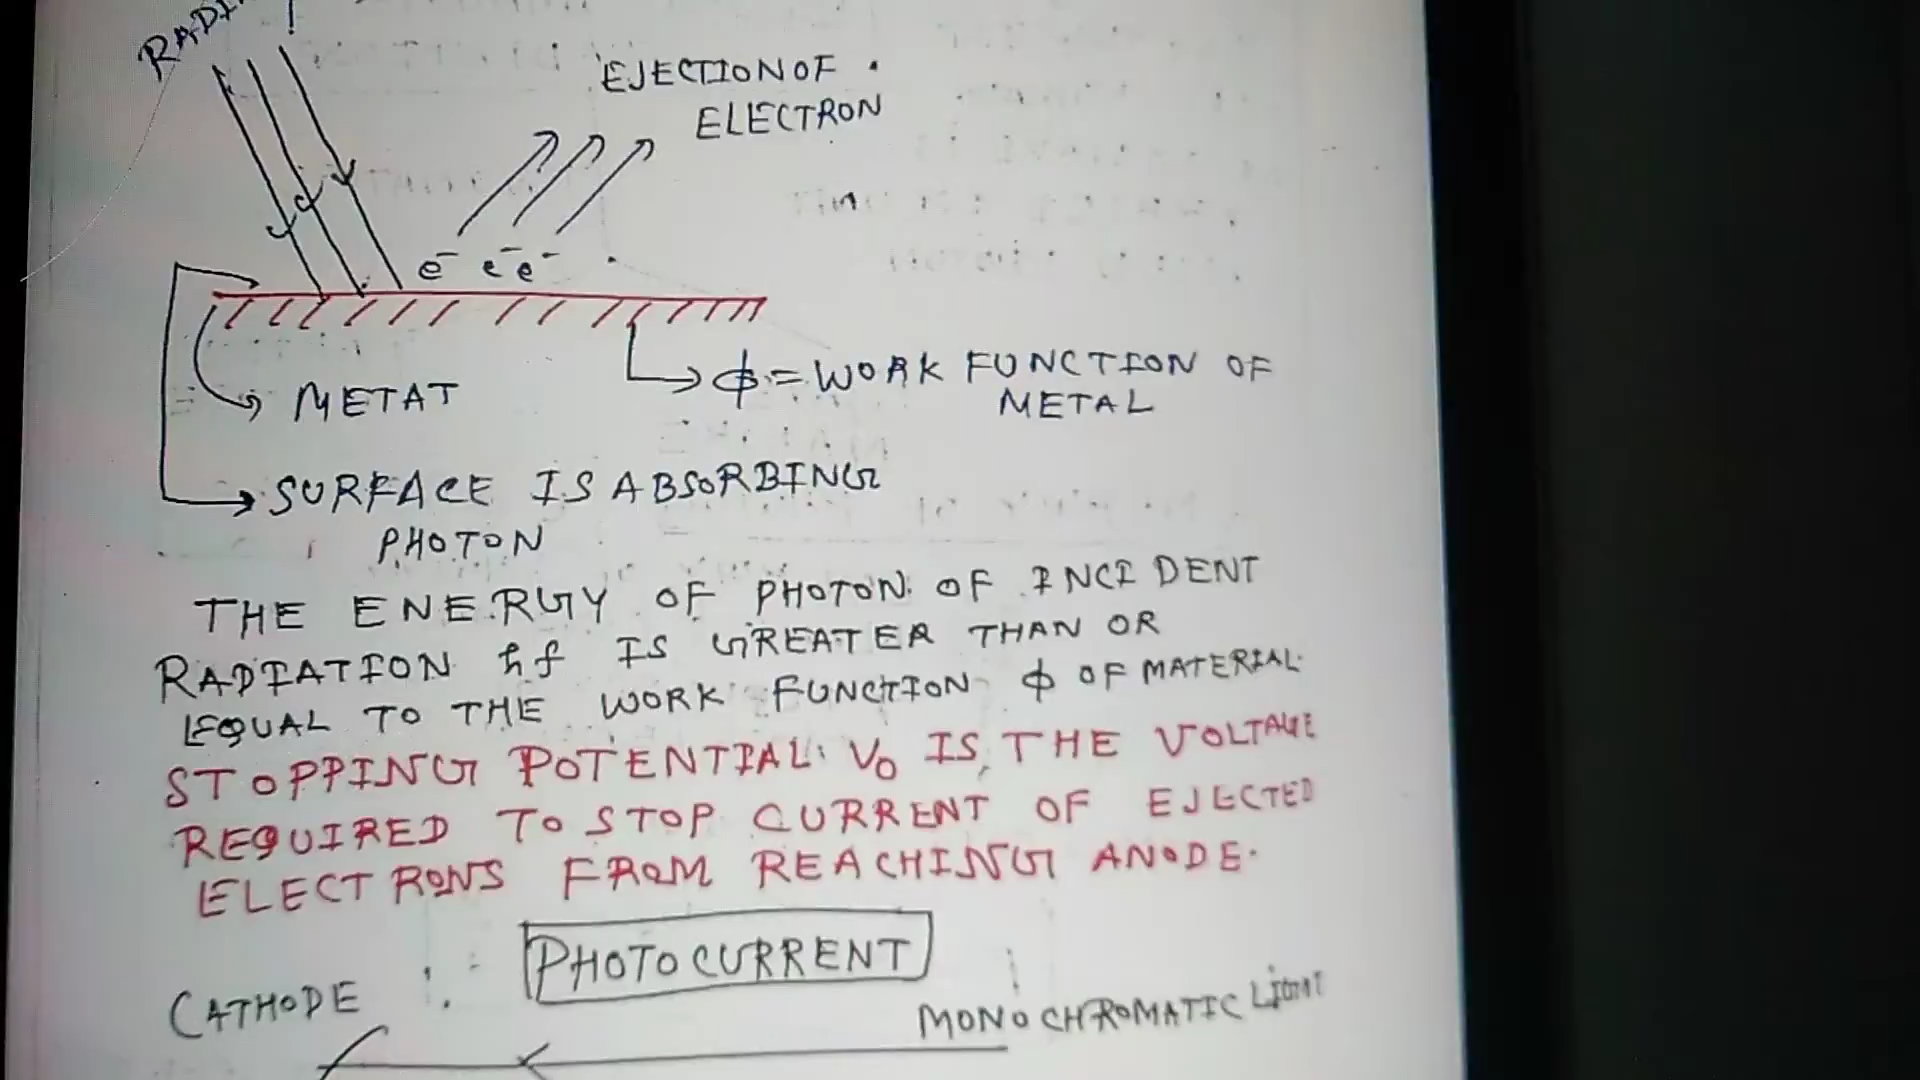 EJECTION OF
ELECTRON
e⁻ e⁻ e⁻
ϕ = WORK FUNCTION OF
METAL
METAT
SURFACE IS ABSORBING
PHOTON
THE ENERGY OF PHOTON OF INCIDENT
RADIATION hf IS GREATER THAN OR
EQUAL TO THE WORK FUNCTION ϕ OF MATERIAL
STOPPING POTENTIAL V₀ IS THE VOLTAGE
REQUIRED TO STOP CURRENT OF EJECTED
ELECTRONS FROM REACHING ANODE.
PHOTOCURRENT
CATHODE
MONOCHROMATIC LIGHT